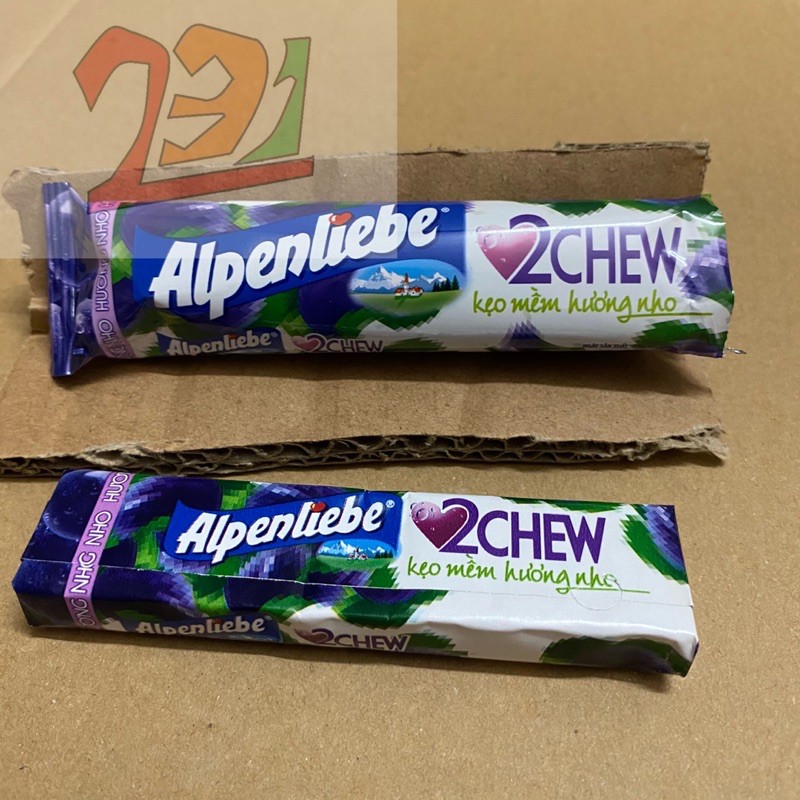 231
HƯƠNG NHO
Alpenliebe®
2CHEW
kẹo mềm hương nho
Alpenliebe®
2CHEW
ƠNG NHO NHO HƯƠ
Alpenliebe®
2CHEW
kẹo mềm hương nho
Alpenliebe
2CHEW